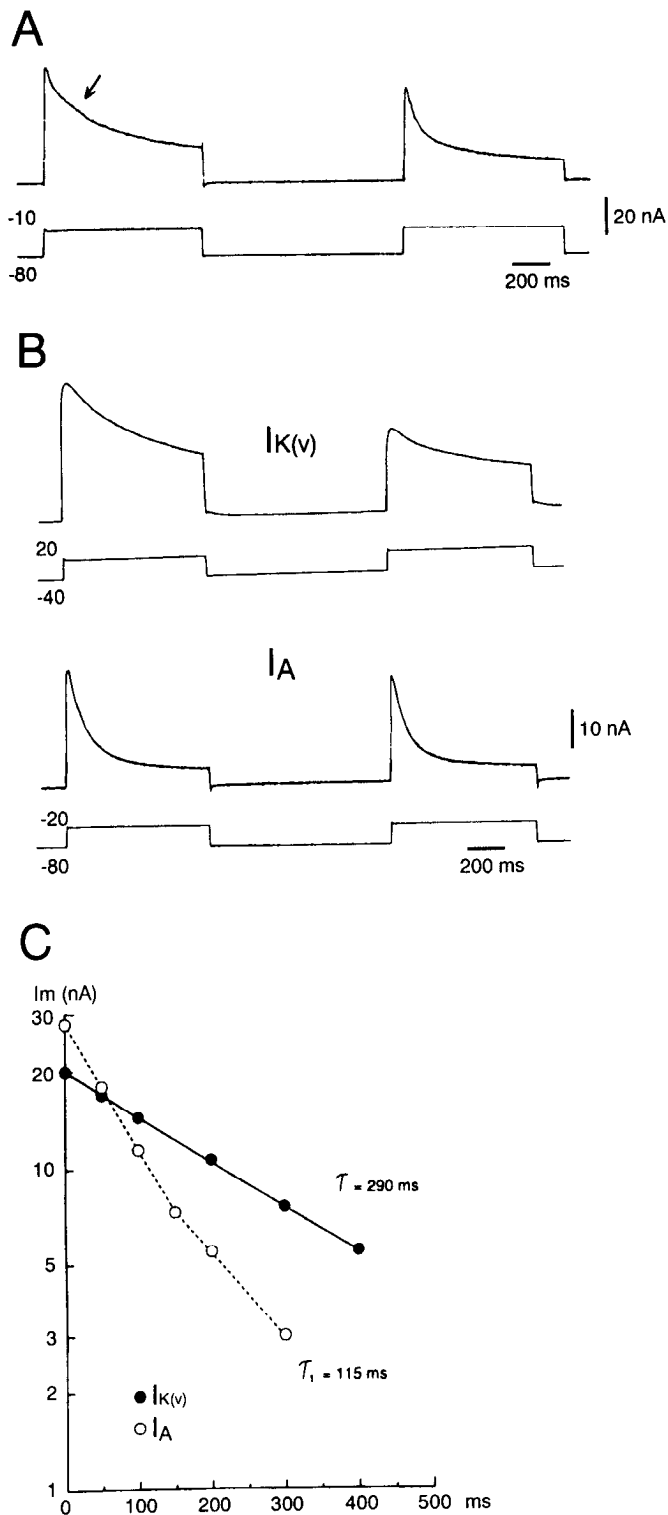 A
-10
-80
20 nA
200 ms
B
IK(v)
20
-40
IA
10 nA
-20
-80
200 ms
C
Im (nA)
30
20
10
5
3
2
1
τ = 290 ms
τ1 = 115 ms
IK(v)
IA
0 100 200 300 400 500 ms